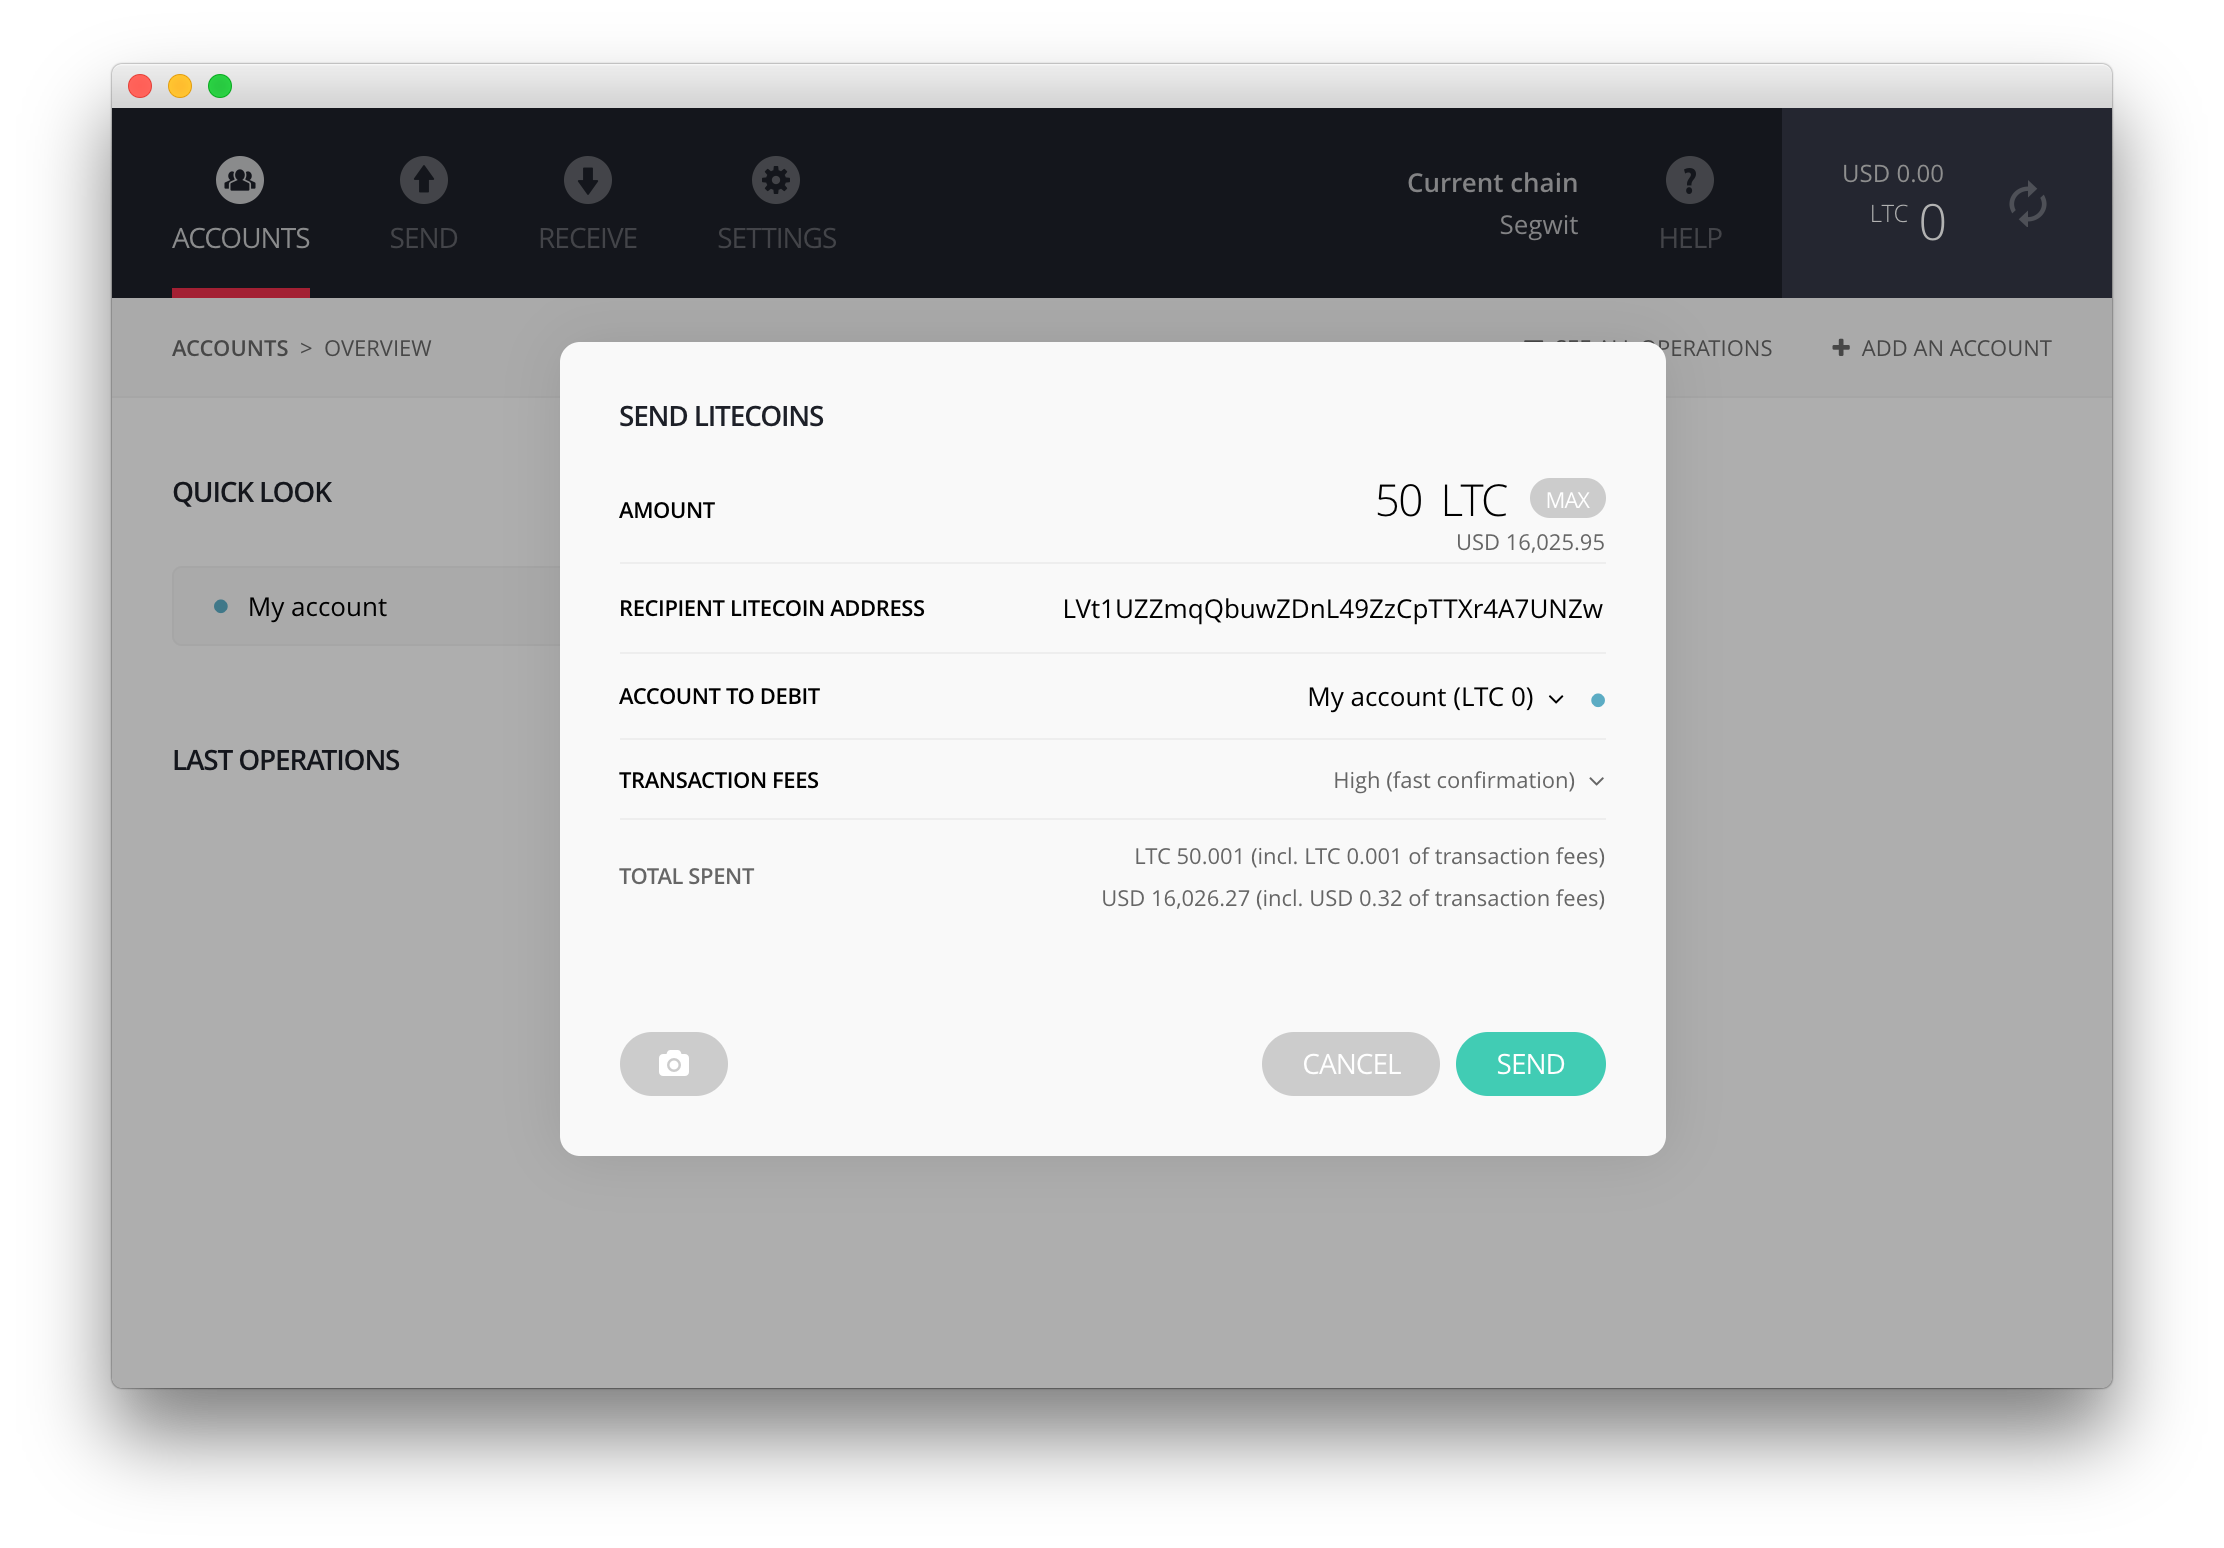 ACCOUNTS
SEND
RECEIVE
SETTINGS
Current chain
Segwit
HELP
USD 0.00
LTC 0
ACCOUNTS > OVERVIEW
OPERATIONS
ADD AN ACCOUNT
QUICK LOOK
My account
LAST OPERATIONS
SEND LITECOINS
AMOUNT
50 LTC MAX
USD 16,025.95
RECIPIENT LITECOIN ADDRESS
LVt1UZZmqQbuwZDnL49ZzCpTTXr4A7UNZw
ACCOUNT TO DEBIT
My account (LTC 0)
TRANSACTION FEES
High (fast confirmation)
TOTAL SPENT
LTC 50.001 (incl. LTC 0.001 of transaction fees)
USD 16,026.27 (incl. USD 0.32 of transaction fees)
CANCEL
SEND